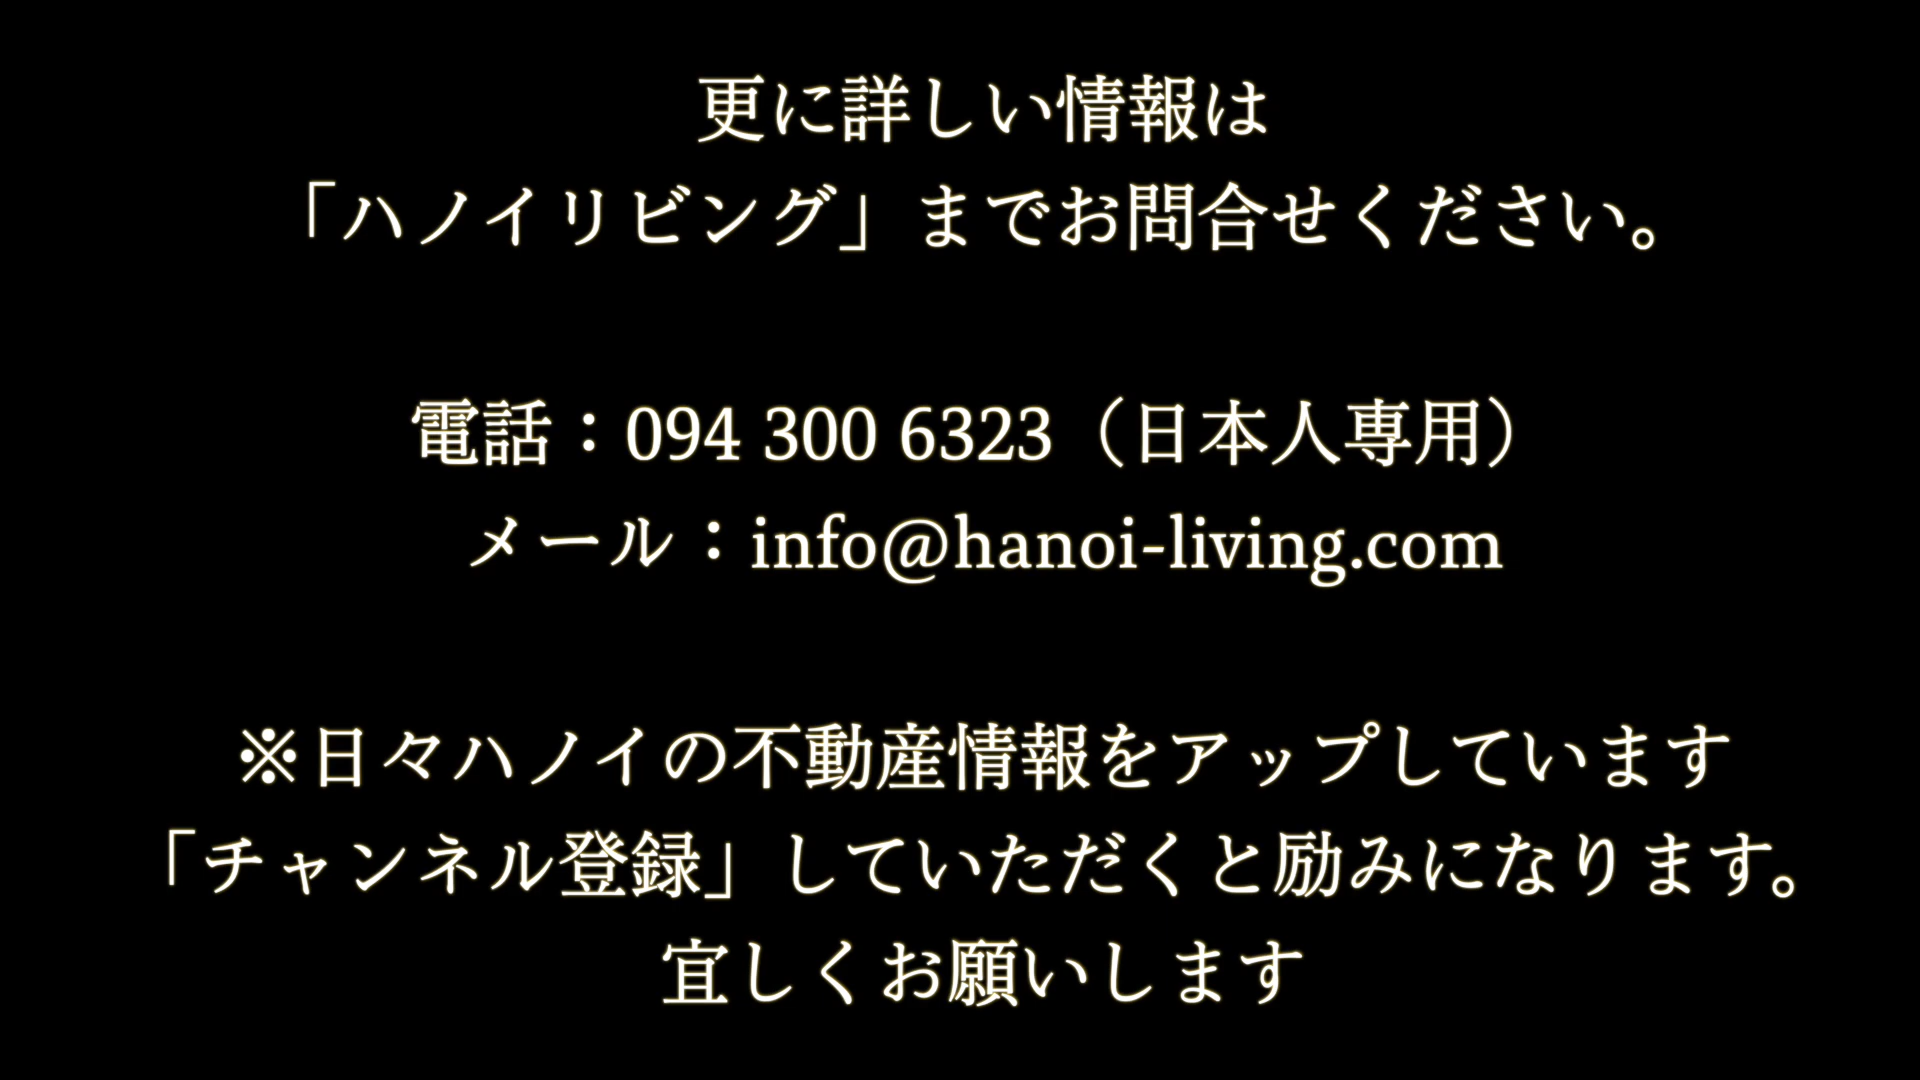 更に詳しい情報は
「ハノイリビング」までお問合せください。
電話：094 300 6323（日本人専用）
メール：info@hanoi-living.com
※日々ハノイの不動産情報をアップしています
「チャンネル登録」していただくと励みになります。
宜しくお願いします